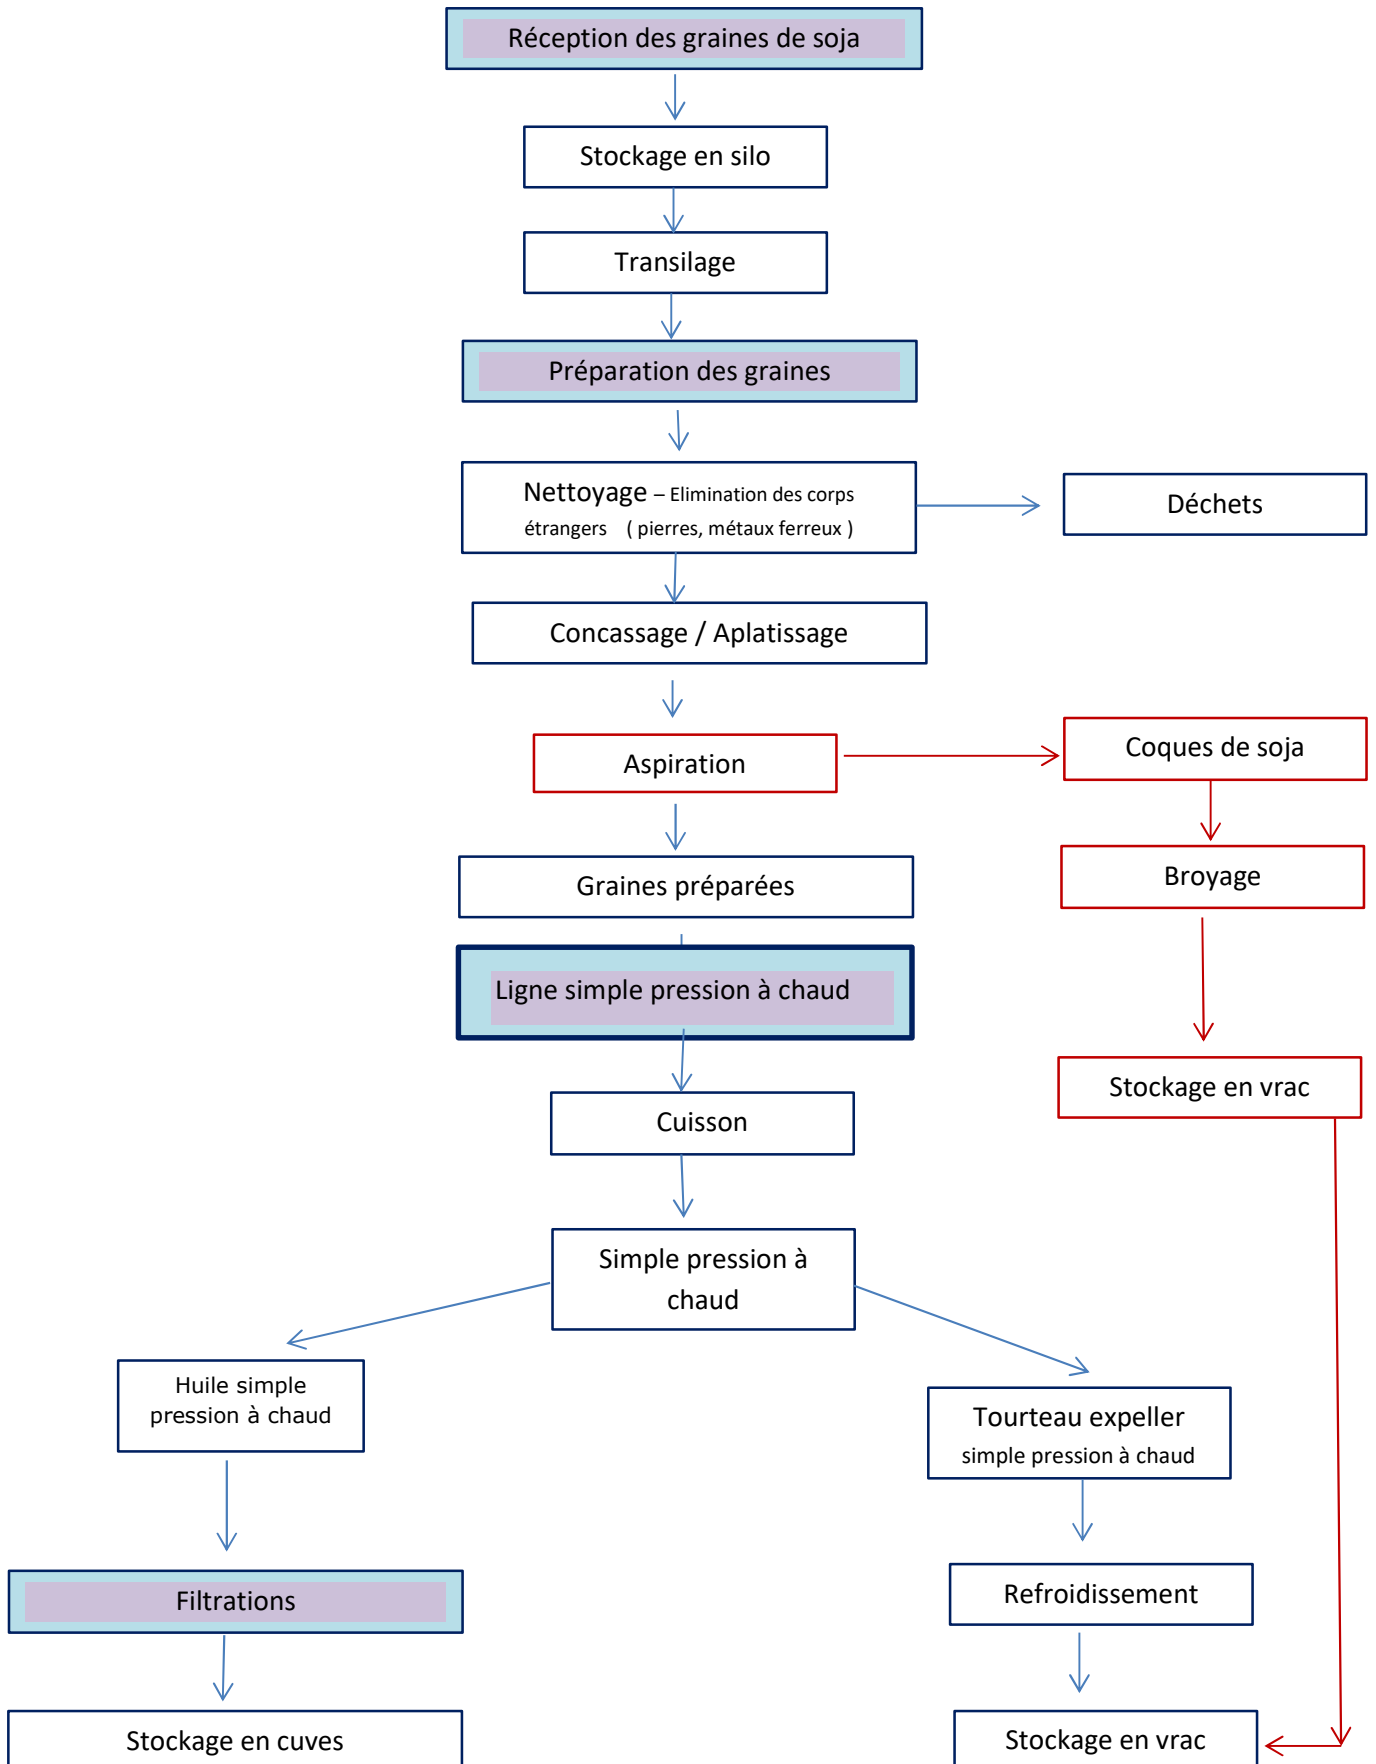 Réception des graines de soja
Stockage en silo
Transilage
Préparation des graines
Nettoyage – Elimination des corps
étrangers ( pierres, métaux ferreux )
Déchets
Concassage / Aplatissage
Aspiration
Coques de soja
Broyage
Graines préparées
Ligne simple pression à chaud
Stockage en vrac
Cuisson
Simple pression à
chaud
Huile simple
pression à chaud
Tourteau expeller
simple pression à chaud
Filtrations
Refroidissement
Stockage en cuves
Stockage en vrac